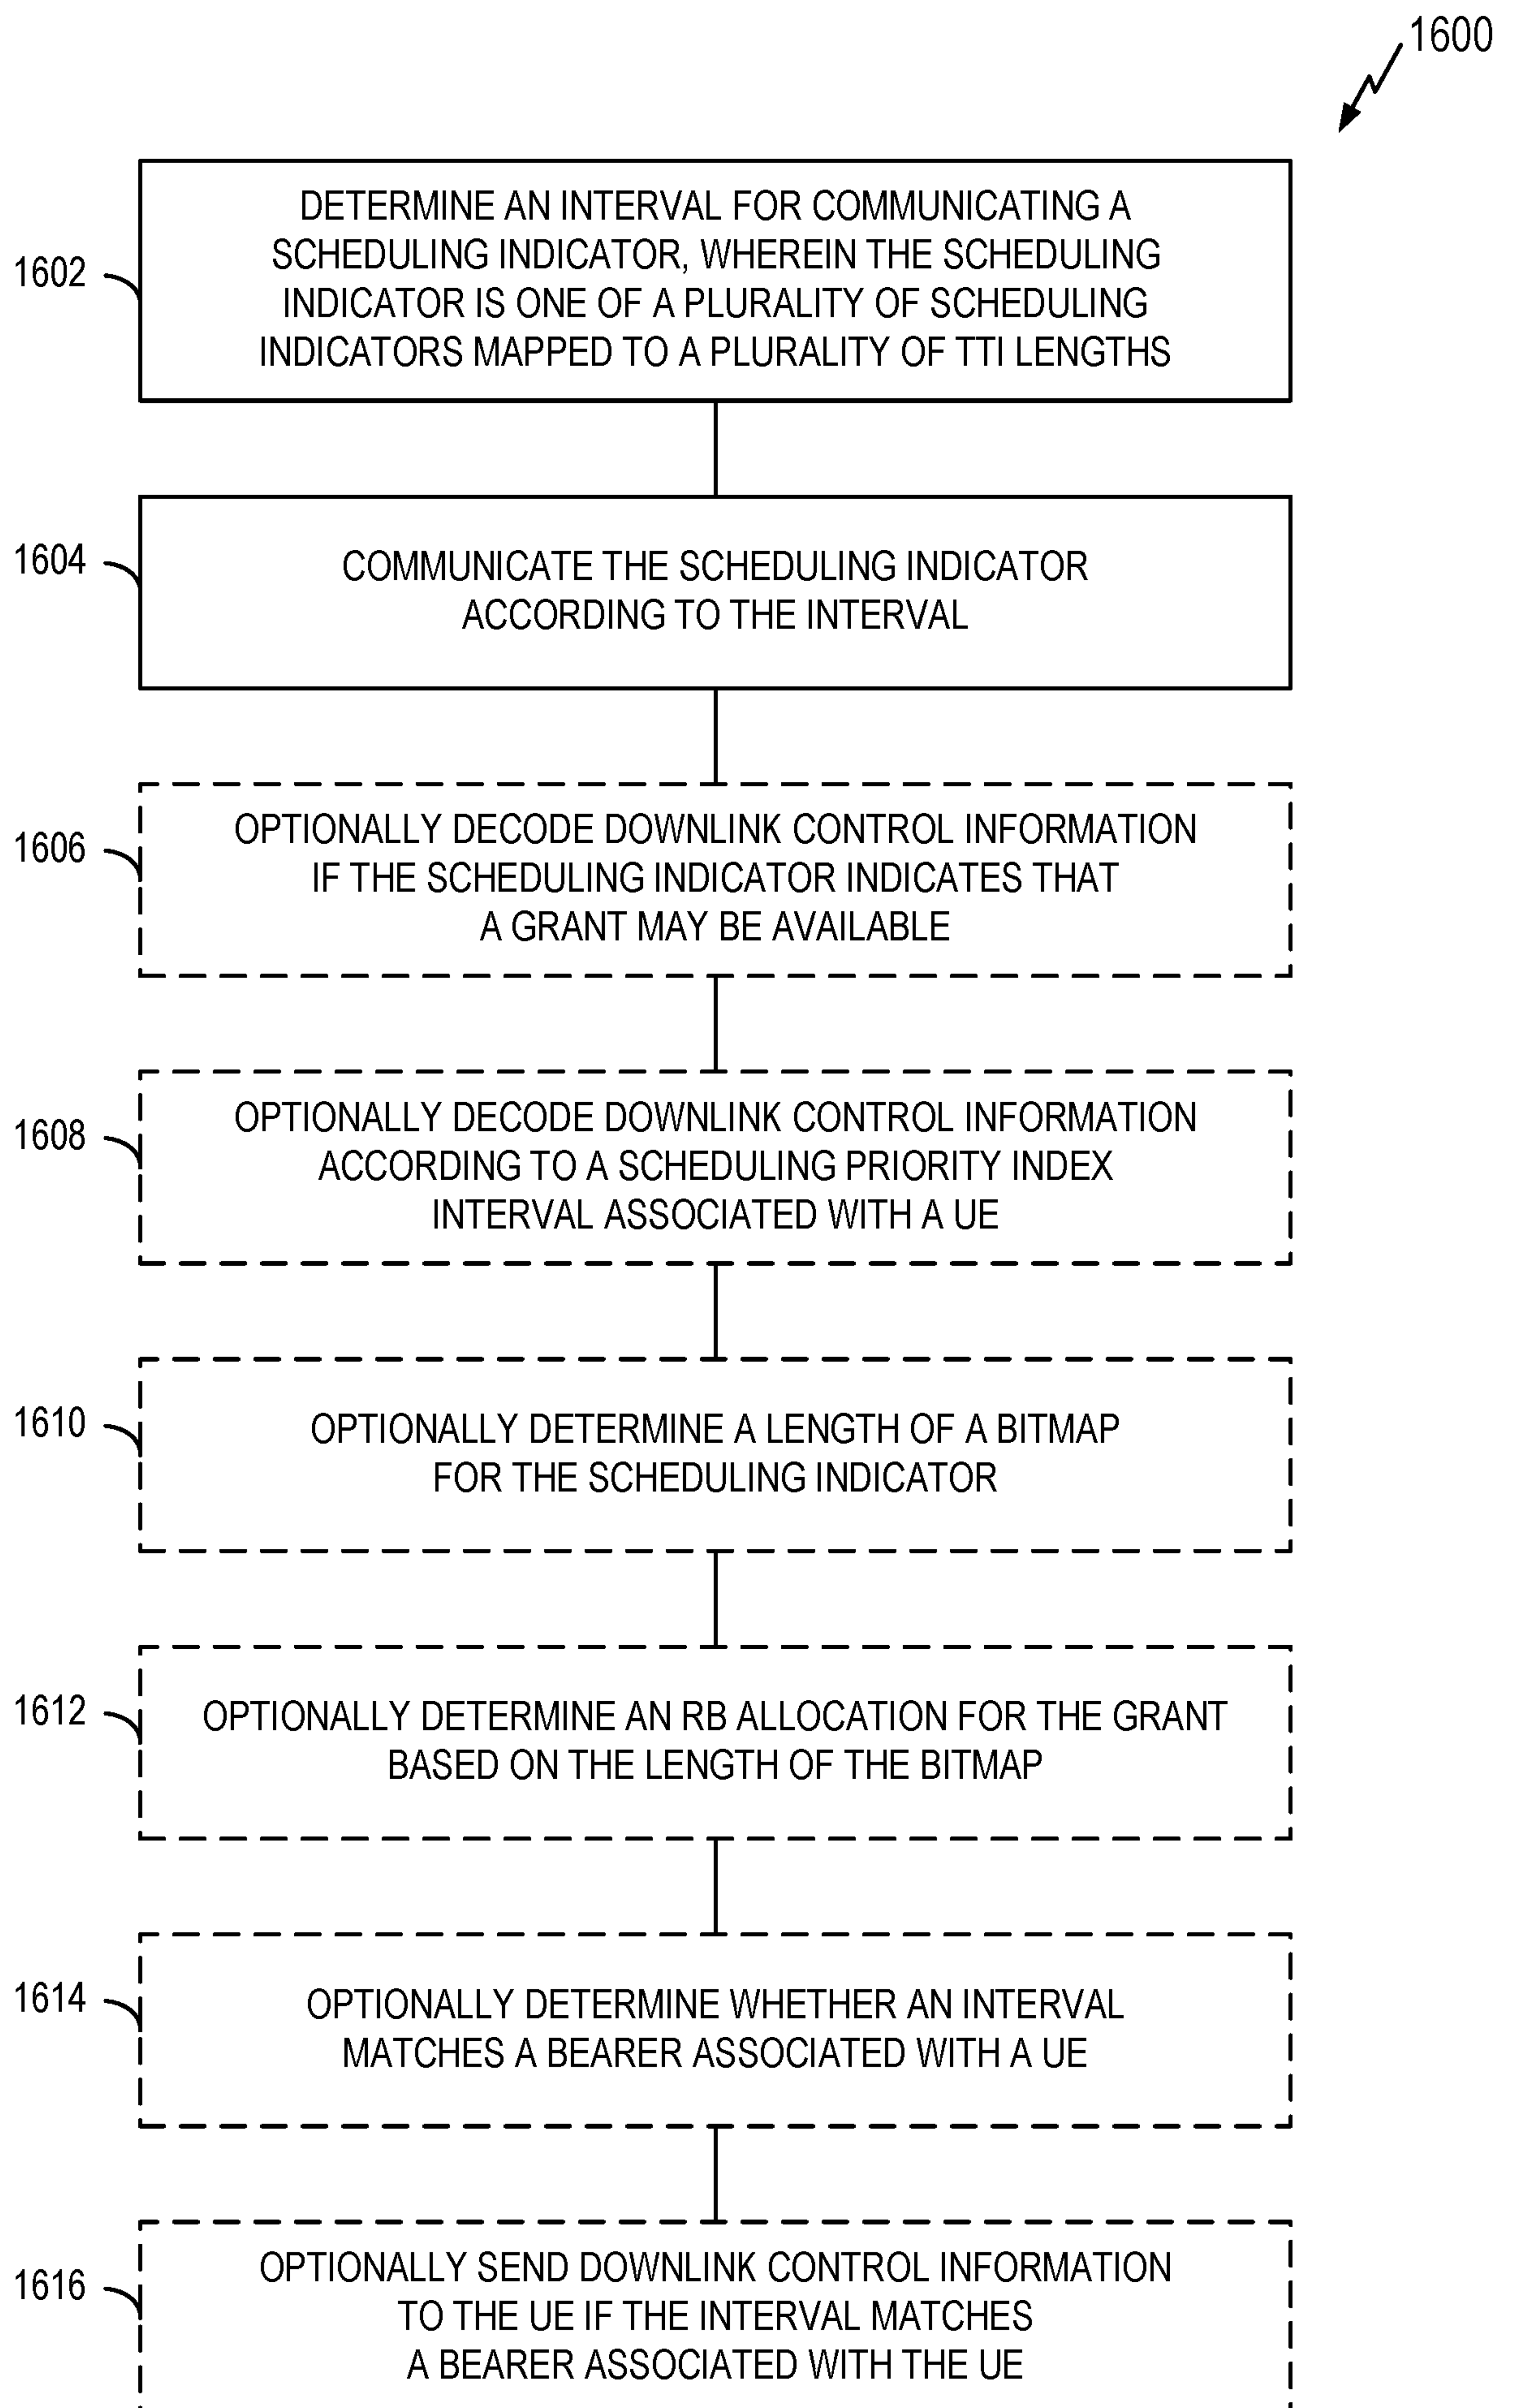 1600
1602
DETERMINE AN INTERVAL FOR COMMUNICATING A
SCHEDULING INDICATOR, WHEREIN THE SCHEDULING
INDICATOR IS ONE OF A PLURALITY OF SCHEDULING
INDICATORS MAPPED TO A PLURALITY OF TTI LENGTHS
1604
COMMUNICATE THE SCHEDULING INDICATOR
ACCORDING TO THE INTERVAL
1606
OPTIONALLY DECODE DOWNLINK CONTROL INFORMATION
IF THE SCHEDULING INDICATOR INDICATES THAT
A GRANT MAY BE AVAILABLE
1608
OPTIONALLY DECODE DOWNLINK CONTROL INFORMATION
ACCORDING TO A SCHEDULING PRIORITY INDEX
INTERVAL ASSOCIATED WITH A UE
1610
OPTIONALLY DETERMINE A LENGTH OF A BITMAP
FOR THE SCHEDULING INDICATOR
1612
OPTIONALLY DETERMINE AN RB ALLOCATION FOR THE GRANT
BASED ON THE LENGTH OF THE BITMAP
1614
OPTIONALLY DETERMINE WHETHER AN INTERVAL
MATCHES A BEARER ASSOCIATED WITH A UE
1616
OPTIONALLY SEND DOWNLINK CONTROL INFORMATION
TO THE UE IF THE INTERVAL MATCHES
A BEARER ASSOCIATED WITH THE UE